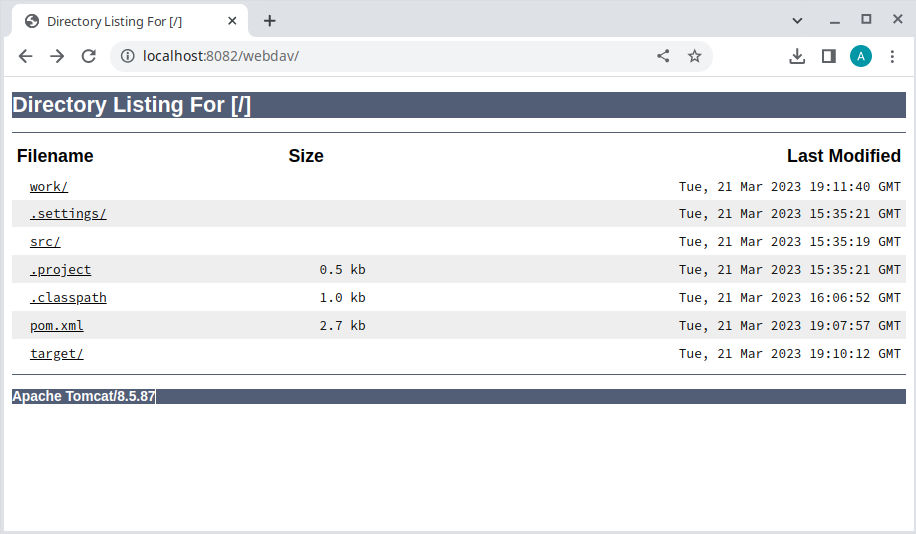 Directory Listing For [/]
localhost:8082/webdav/
A
Directory Listing For [/]
Filename Size Last Modified
work/ Tue, 21 Mar 2023 19:11:40 GMT
.settings/ Tue, 21 Mar 2023 15:35:21 GMT
src/ Tue, 21 Mar 2023 15:35:19 GMT
.project 0.5 kb Tue, 21 Mar 2023 15:35:21 GMT
.classpath 1.0 kb Tue, 21 Mar 2023 16:06:52 GMT
pom.xml 2.7 kb Tue, 21 Mar 2023 19:07:57 GMT
target/ Tue, 21 Mar 2023 19:10:12 GMT
Apache Tomcat/8.5.87